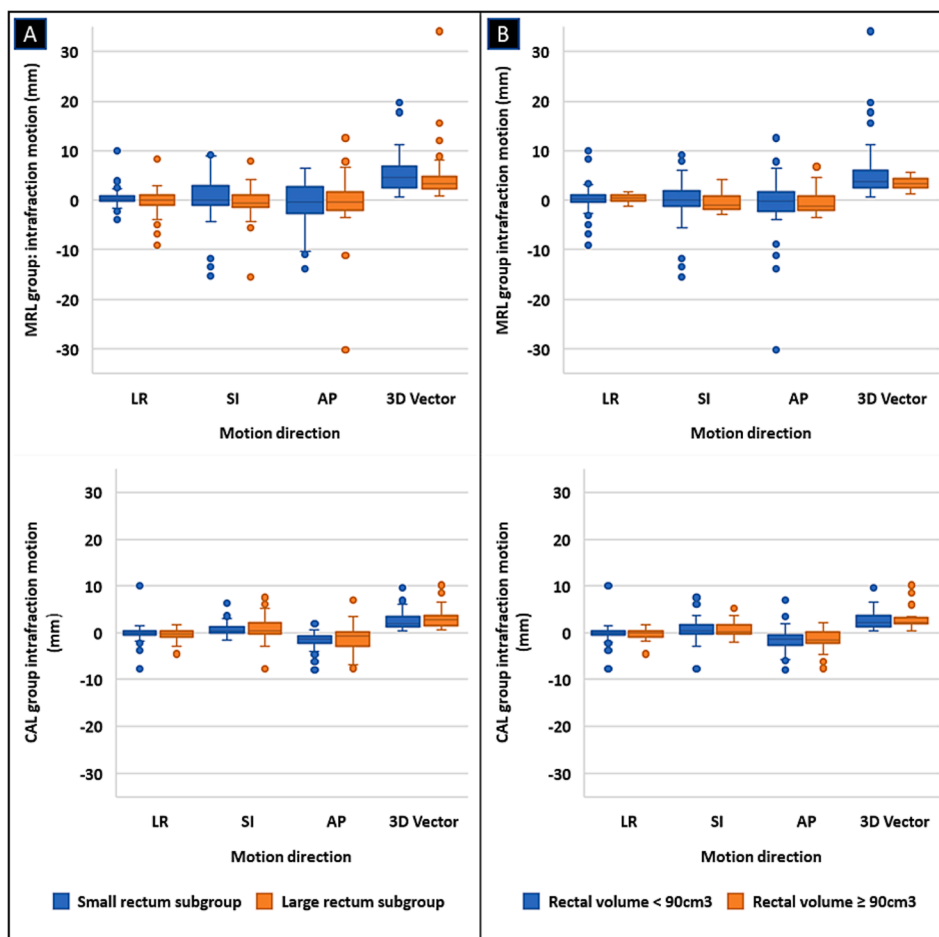 A
MRL group: intrafraction motion (mm)
30
20
10
0
-10
-20
-30
LR SI AP 3D Vector
Motion direction
B
MRL group intrafraction motion (mm)
30
20
10
0
-10
-20
-30
LR SI AP 3D Vector
Motion direction
CAL group intrafraction motion
(mm)
30
20
10
0
-10
-20
-30
LR SI AP 3D Vector
Motion direction
Small rectum subgroup Large rectum subgroup
CAL group intrafraction motion
(mm)
30
20
10
0
-10
-20
-30
LR SI AP 3D Vector
Motion direction
Rectal volume < 90cm3 Rectal volume ≥ 90cm3